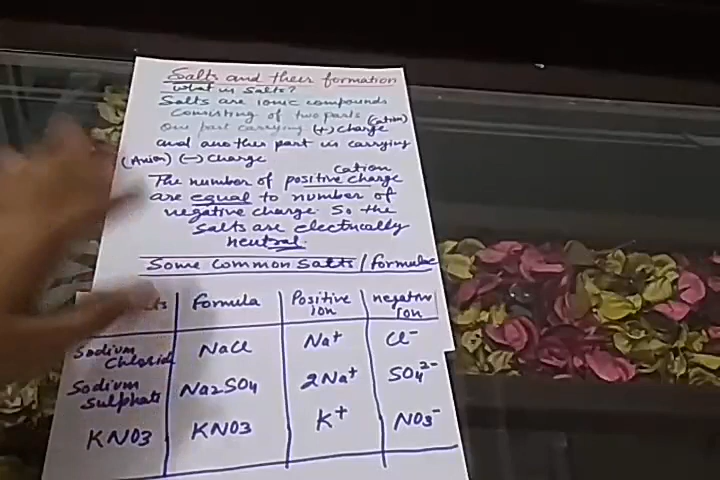 Salts and their formation
What is Salts?
Salts are ionic compounds
consisting of two parts
One part carrying (+) charge (Cation)
and another part is carrying
(Anion) (-) charge
cation
The number of positive charge
are equal to number of
negative charge. So the
Salts are electrically
neutral.
Some common Salts / formulae
ts Formula Positive Ion negative Ion
Sodium Chloride NaCl Na⁺ Cl⁻
Sodium Sulphate Na2SO4 2Na⁺ SO4²⁻
KNO3 KNO3 K⁺ NO3⁻